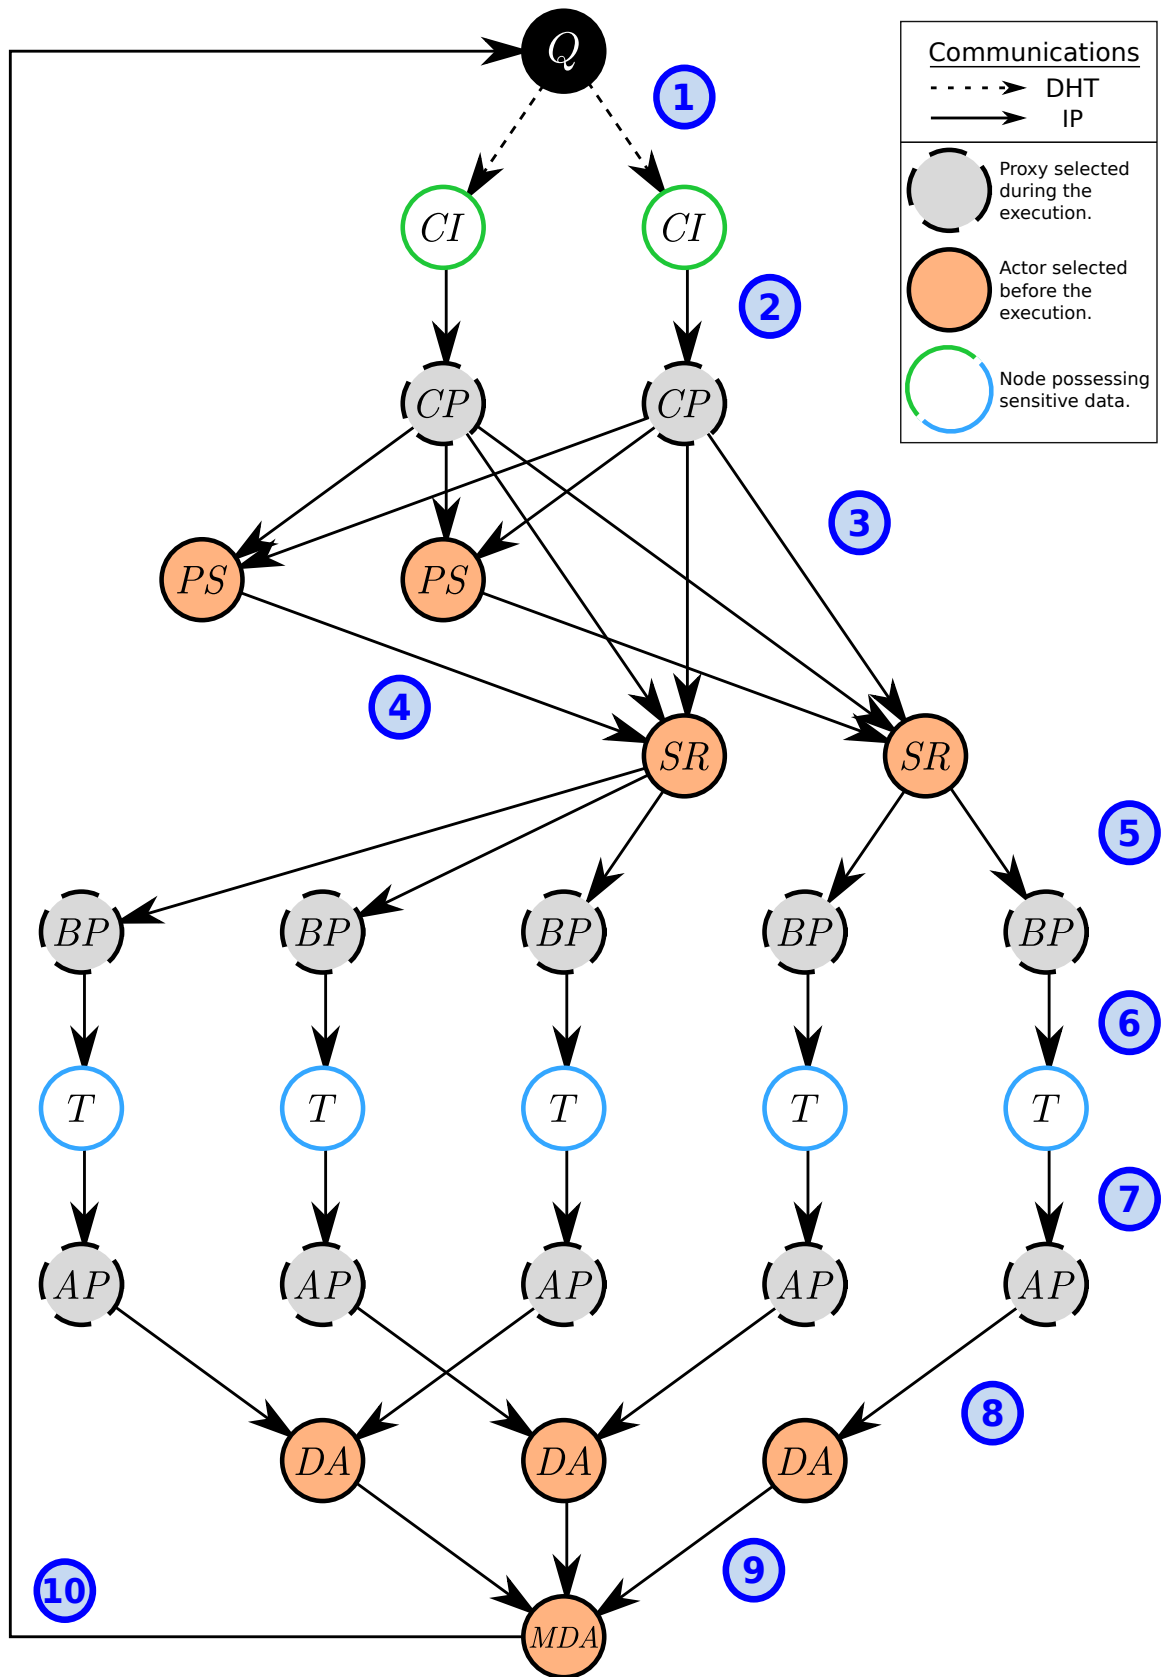 Q
Communications
DHT
IP
1
Proxy selected
during the
execution.
CI CI
Actor selected
before the
execution.
2
Node possessing
sensitive data.
CP CP
3
PS PS
4
SR SR
5
BP BP BP BP BP
6
T T T T T
7
AP AP AP AP AP
8
DA DA DA
9
10
MDA